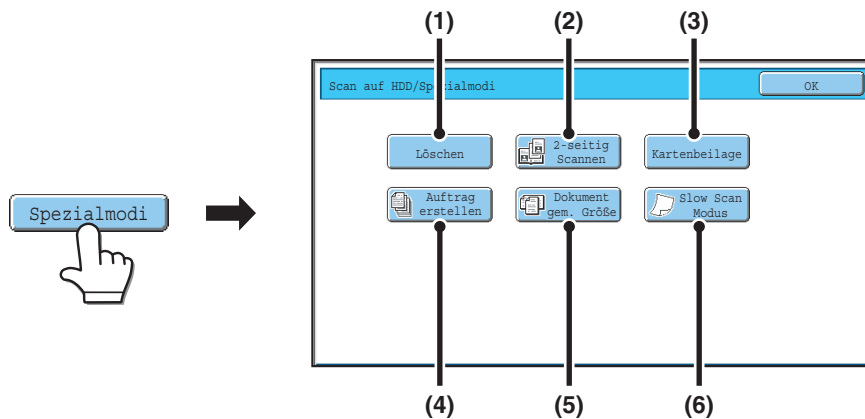 (1) (2) (3)
Scan auf HDD/Spezialmodi OK
Löschen
2-seitig
Scannen
Kartenbeilage
Spezialmodi
Auftrag
erstellen
Dokument
gem. Größe
Slow Scan
Modus
(4) (5) (6)